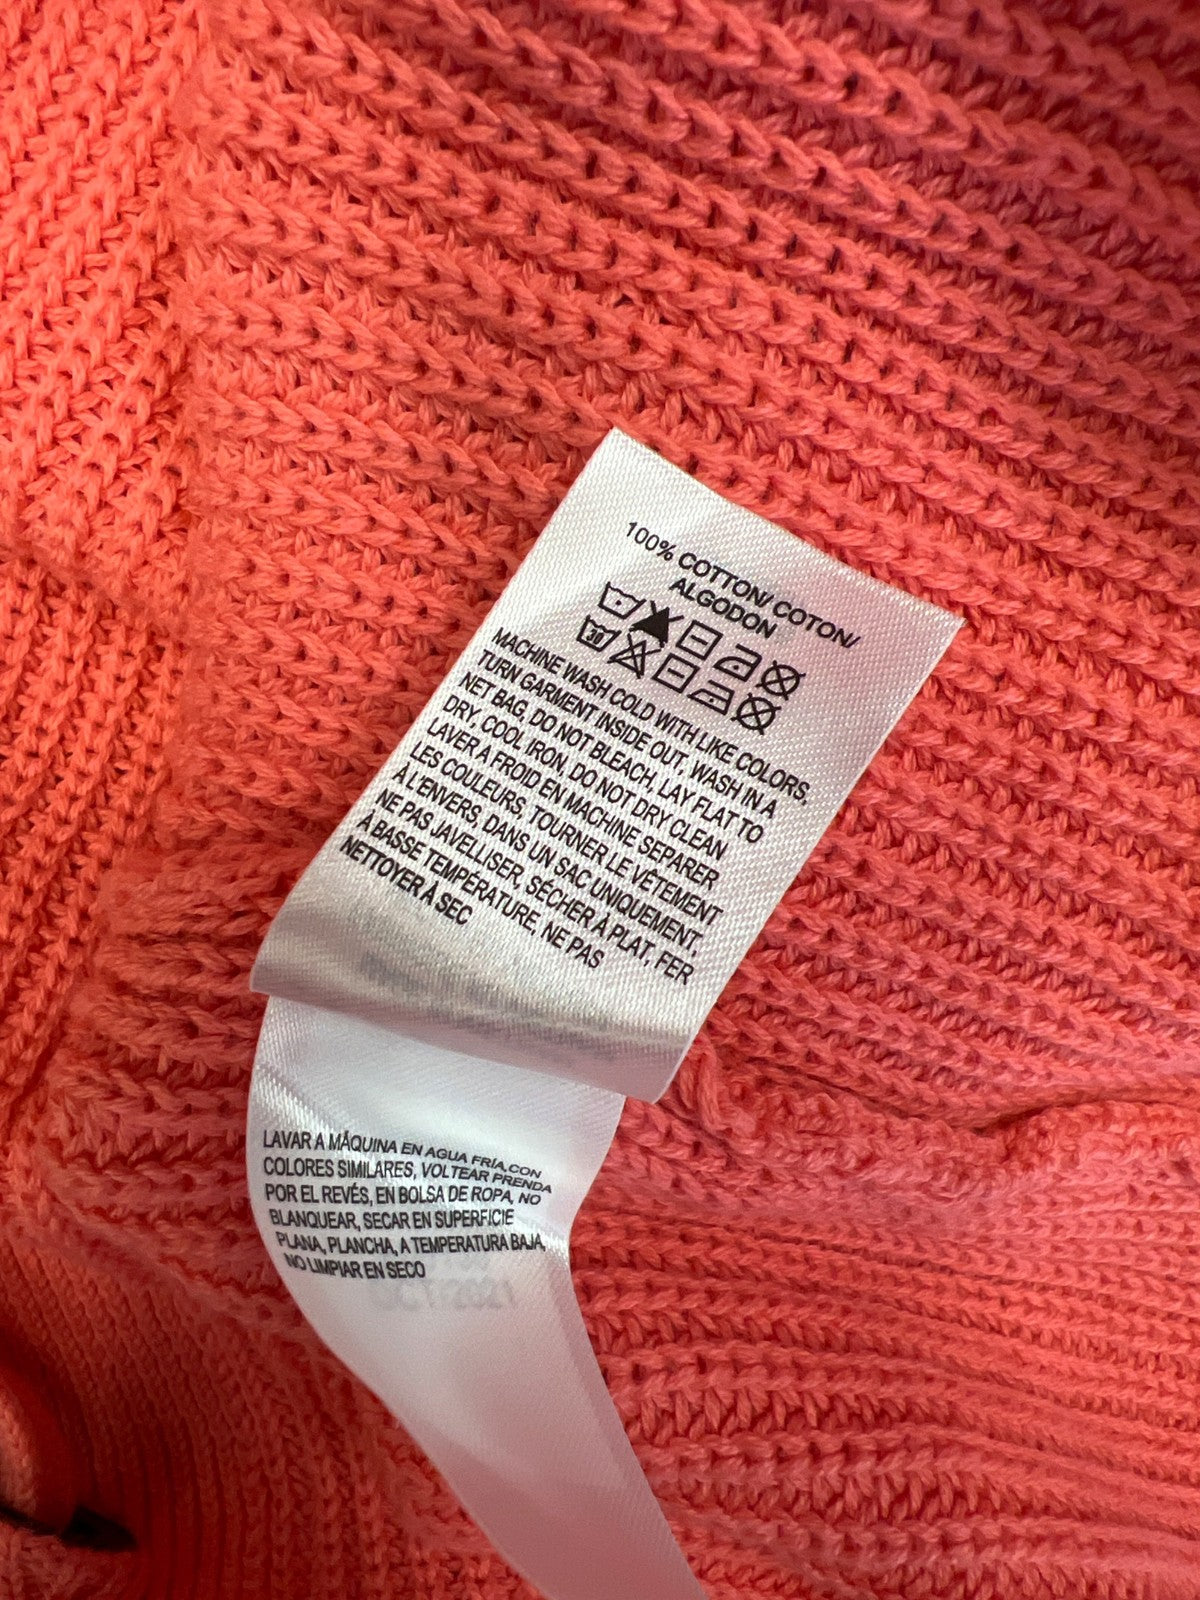 100% COTTON/ COTON/
ALGODON
30
MACHINE WASH COLD WITH LIKE COLORS,
TURN GARMENT INSIDE OUT, WASH IN A
NET BAG, DO NOT BLEACH, LAY FLAT TO
DRY, COOL IRON, DO NOT DRY CLEAN
LAVER A FROID EN MACHINE SEPARER
LES COULEURS, TOURNER LE VÊTEMENT
À L'ENVERS, DANS UN SAC UNIQUEMENT,
NE PAS JAVELLISER, SÉCHER À PLAT, FER
À BASSE TEMPÉRATURE, NE PAS
NETTOYER À SEC
LAVAR A MÁQUINA EN AGUA FRÍA, CON
COLORES SIMILARES, VOLTEAR PRENDA
POR EL REVÉS, EN BOLSA DE ROPA, NO
BLANQUEAR, SECAR EN SUPERFICIE
PLANA, PLANCHA, A TEMPERATURA BAJA,
NO LIMPIAR EN SECO